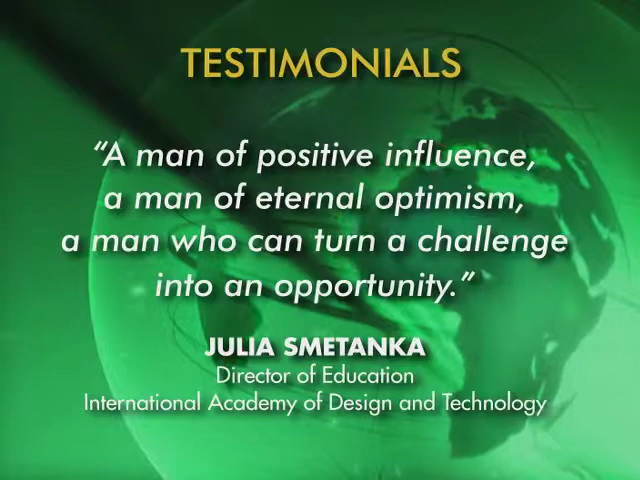 TESTIMONIALS
“A man of positive influence,
a man of eternal optimism,
a man who can turn a challenge
into an opportunity.”
JULIA SMETANKA
Director of Education
International Academy of Design and Technology